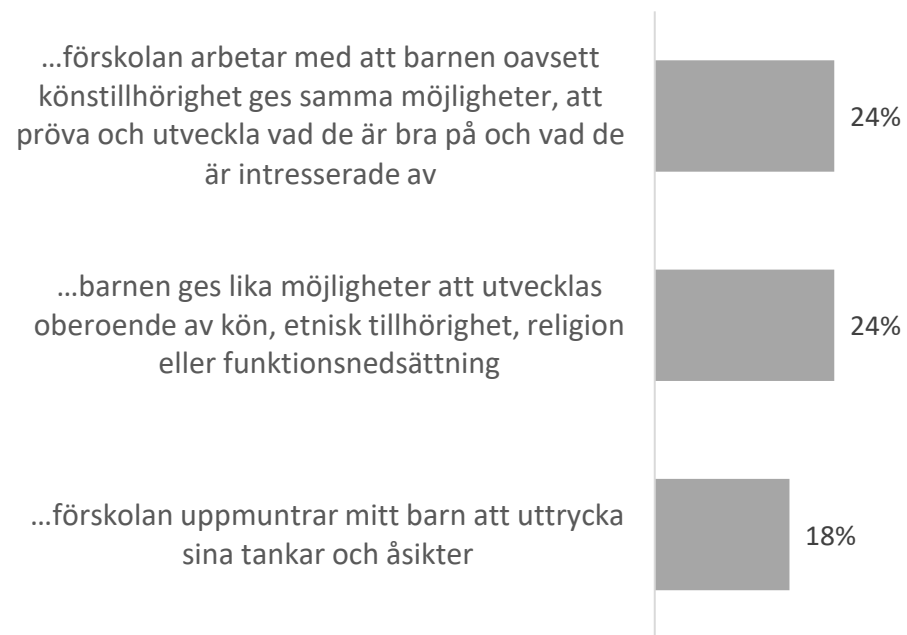 …förskolan arbetar med att barnen oavsett
könstillhörighet ges samma möjligheter, att
pröva och utveckla vad de är bra på och vad de
är intresserade av
24%
…barnen ges lika möjligheter att utvecklas
oberoende av kön, etnisk tillhörighet, religion
eller funktionsnedsättning
24%
…förskolan uppmuntrar mitt barn att uttrycka
sina tankar och åsikter
18%